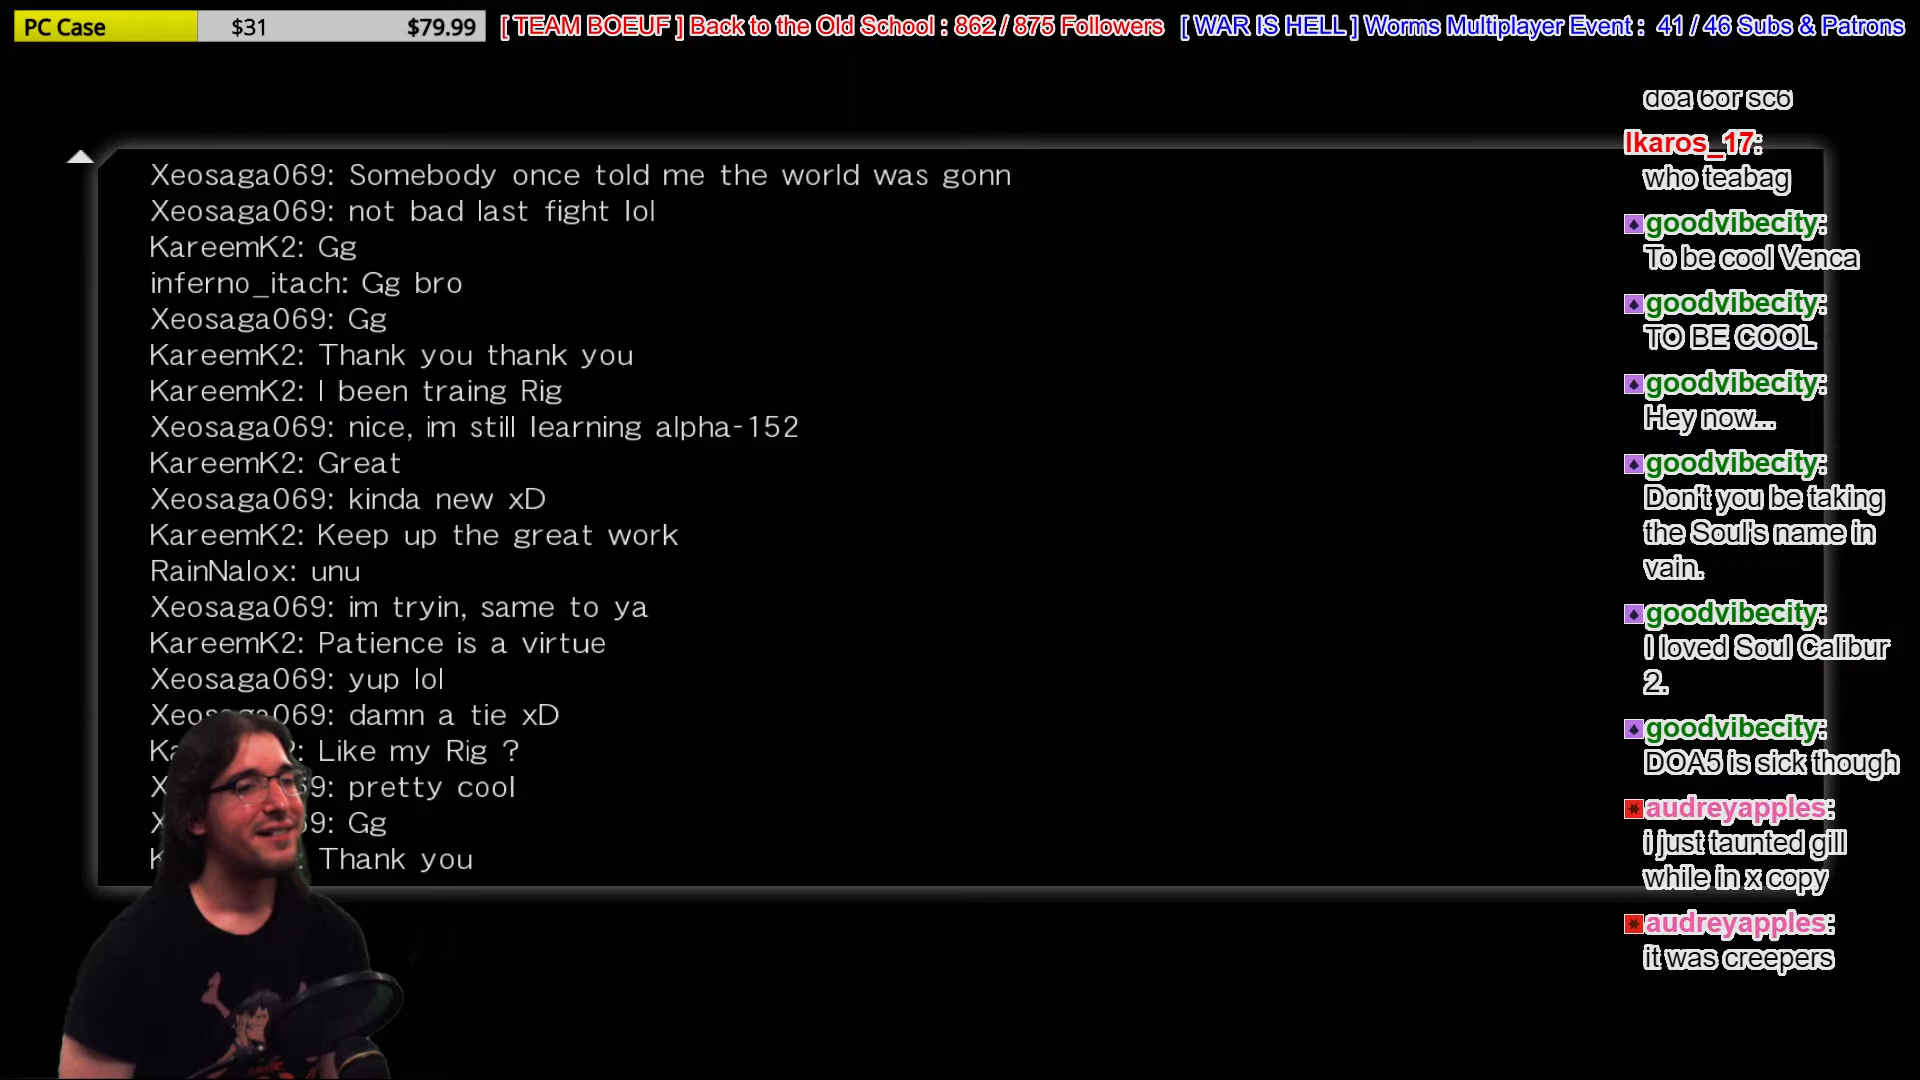 PC Case $31 $79.99 [ TEAM BOEUF ] Back to the Old School : 862 / 875 Followers [ WAR IS HELL ] Worms Multiplayer Event : 41 / 46 Subs & Patrons
Xeosaga069: Somebody once told me the world was gonn
Xeosaga069: not bad last fight lol
KareemK2: Gg
inferno_itach: Gg bro
Xeosaga069: Gg
KareemK2: Thank you thank you
KareemK2: I been traing Rig
Xeosaga069: nice, im still learning alpha-152
KareemK2: Great
Xeosaga069: kinda new xD
KareemK2: Keep up the great work
RainNalox: unu
Xeosaga069: im tryin, same to ya
KareemK2: Patience is a virtue
Xeosaga069: yup lol
Xeosaga069: damn a tie xD
Like my Rig ?
pretty cool
Gg
Thank you
doa 6or sc6
Ikaros_17:
who teabag
goodvibecity:
To be cool Venca
goodvibecity:
TO BE COOL
goodvibecity:
Hey now...
goodvibecity:
Don't you be taking
the Soul's name in
vain.
goodvibecity:
I loved Soul Calibur
2.
goodvibecity:
DOA5 is sick though
audreyapples:
i just taunted gill
while in x copy
audreyapples:
it was creepers